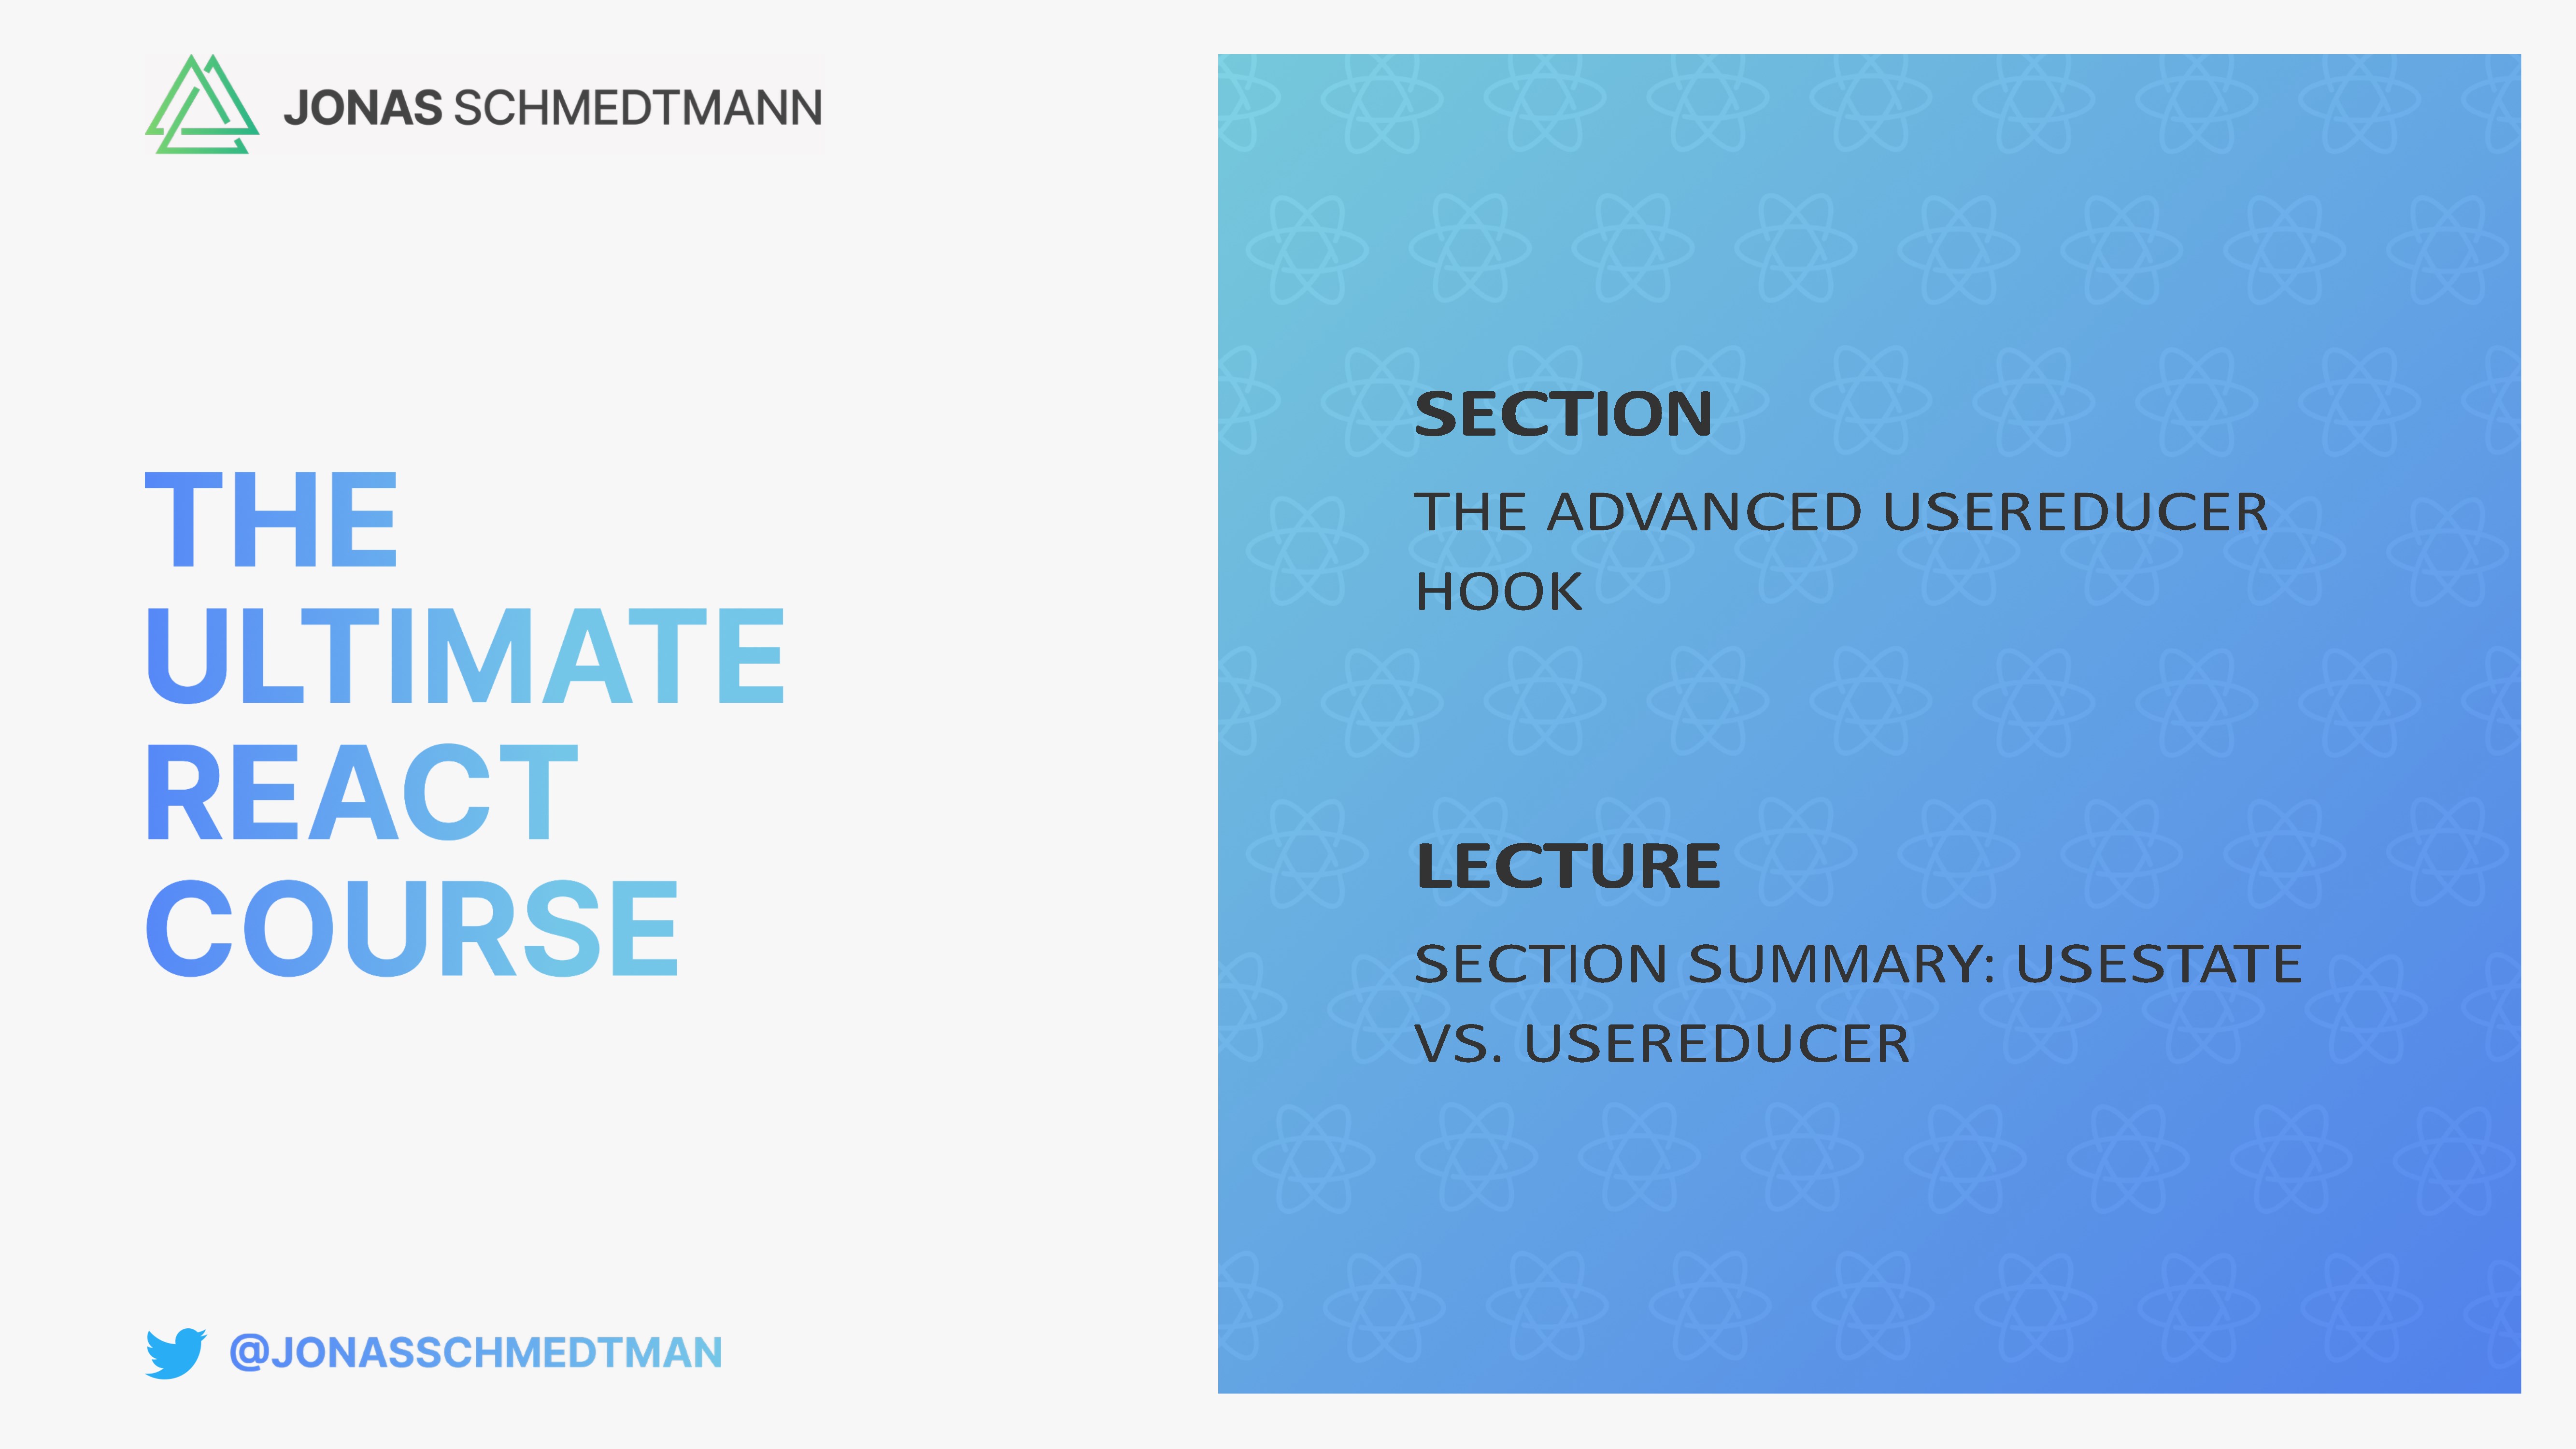 JONAS SCHMEDTMANN
THE
ULTIMATE
REACT
COURSE
@JONASSCHMEDTMAN
SECTION
THE ADVANCED USEREDUCER
HOOK
LECTURE
SECTION SUMMARY: USESTATE
VS. USEREDUCER